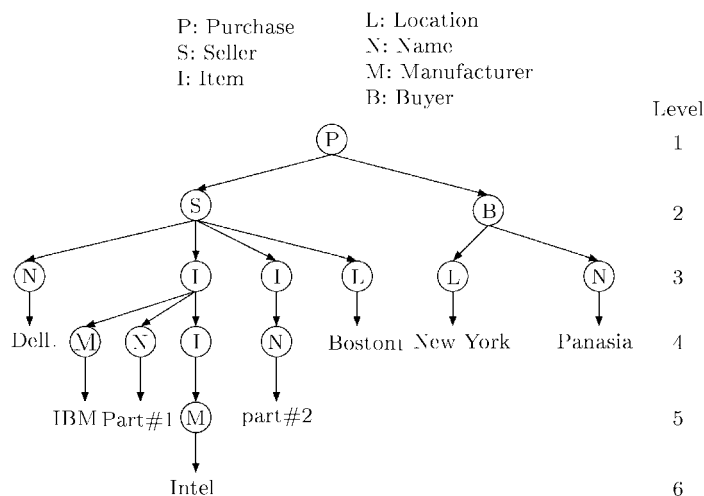 P: Purchase
S: Seller
I: Item
L: Location
N: Name
M: Manufacturer
B: Buyer
Level
P 1
S B 2
N I I L L N 3
Dell. M N I N Boston New York Panasia 4
IBM Part#1 M part#2 5
Intel 6